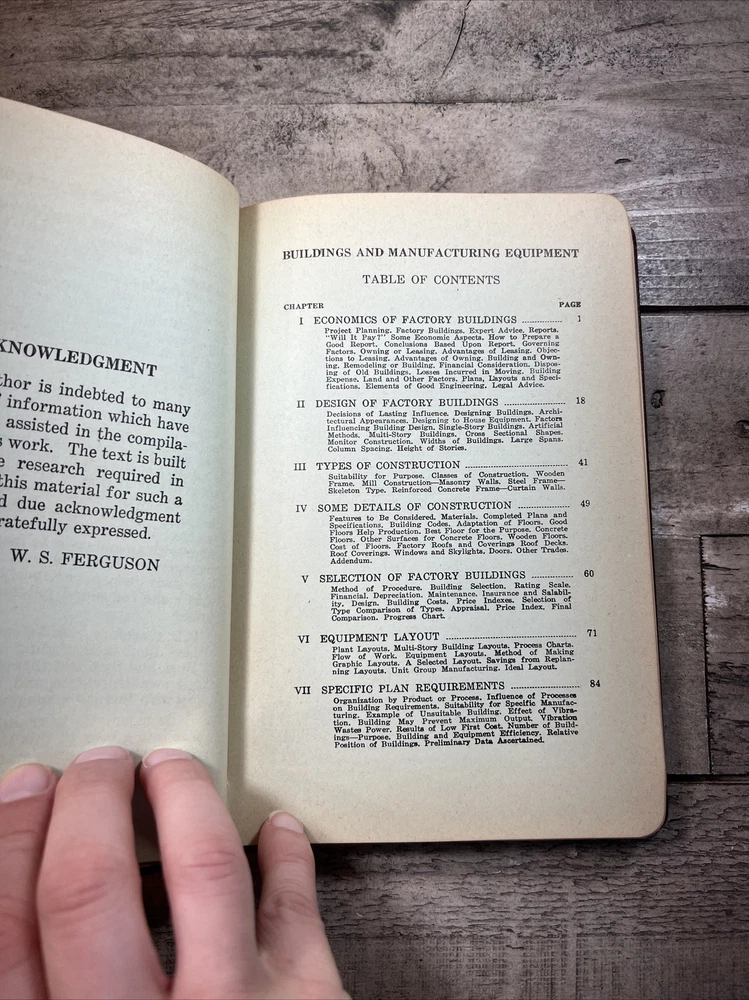 KNOWLEDGMENT
thor is indebted to many
information which have
assisted in the compila-
work. The text is built
research required in
this material for such a
due acknowledgment
ratefully expressed.
W. S. FERGUSON
BUILDINGS AND MANUFACTURING EQUIPMENT
TABLE OF CONTENTS
CHAPTER PAGE
I ECONOMICS OF FACTORY BUILDINGS 1
Project Planning. Factory Buildings. Expert Advice. Reports.
"Will It Pay?" Some Economic Aspects. How to Prepare a
Good Report. Conclusions Based Upon Report. Governing
Factors. Owning or Leasing. Advantages of Leasing. Objec-
tions to Leasing. Advantages of Owning. Building and Own-
ing. Remodeling or Building. Financial Consideration. Dispos-
ing of Old Buildings. Losses Incurred in Moving. Building
Expense. Land and Other Factors. Plans, Layouts and Speci-
fications. Elements of Good Engineering. Legal Advice.
II DESIGN OF FACTORY BUILDINGS 18
Decisions of Lasting Influence. Designing Buildings. Archi-
tectural Appearances. Designing to House Equipment. Factors
Influencing Building Design. Single-Story Buildings. Artificial
Methods. Multi-Story Buildings. Cross Sectional Shapes.
Monitor Construction. Widths of Buildings. Large Spans.
Column Spacing. Height of Stories.
III TYPES OF CONSTRUCTION 41
Suitability for Purpose. Classes of Construction. Wooden
Frame. Mill Construction—Masonry Walls. Steel Frame—
Skeleton Type. Reinforced Concrete Frame—Curtain Walls.
IV SOME DETAILS OF CONSTRUCTION 49
Features to Be Considered. Materials. Completed Plans and
Specifications. Building Codes. Adaptation of Floors. Good
Floors Help Production. Best Floor for the Purpose. Concrete
Floors. Other Surfaces for Concrete Floors. Wooden Floors.
Cost of Floors. Factory Roofs and Coverings Roof Decks.
Roof Coverings. Windows and Skylights. Doors. Other Trades.
Addendum.
V SELECTION OF FACTORY BUILDINGS 60
Method of Procedure. Building Selection. Rating Scale.
Financial. Depreciation. Maintenance. Insurance and Salabil-
ity. Design. Building Costs. Price Indexes. Selection of
Type Comparison of Types. Appraisal. Price Index. Final
Comparison. Progress Chart.
VI EQUIPMENT LAYOUT 71
Plant Layouts. Multi-Story Building Layouts. Process Charts.
Flow of Work. Equipment Layouts. Method of Making
Graphic Layouts. A Selected Layout. Savings from Replan-
ning Layouts. Unit Group Manufacturing. Ideal Layout.
VII SPECIFIC PLAN REQUIREMENTS 84
Organization by Product or Process. Influence of Processes
on Building Requirements. Suitability for Specific Manufac-
turing. Example of Unsuitable Building. Effect of Vibra-
tion. Building May Prevent Maximum Output. Vibration
Wastes Power. Results of Low First Cost. Number of Build-
ings—Purpose. Building and Equipment Efficiency. Relative
Position of Buildings. Preliminary Data Ascertained.